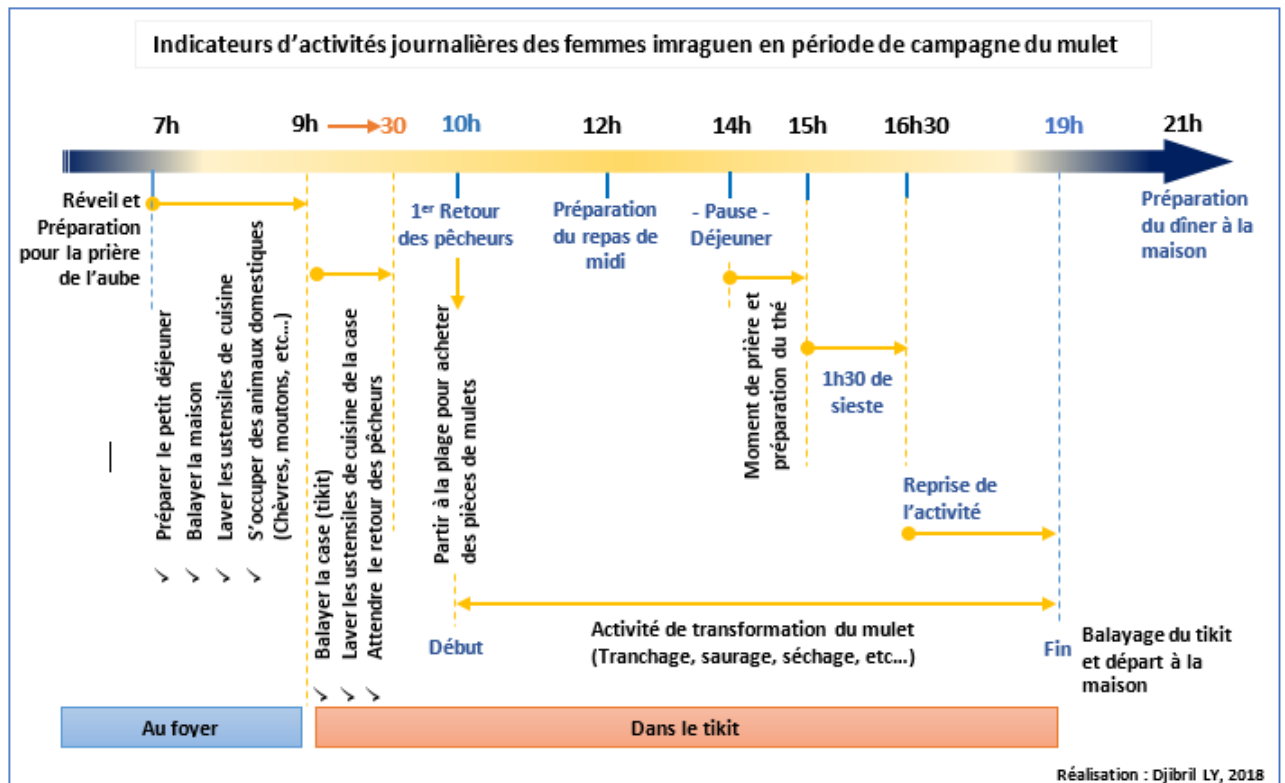 Indicateurs d’activités journalières des femmes imraguen en période de campagne du mulet
7h
9h
30
10h
12h
14h
15h
16h30
19h
21h
Réveil et
Préparation
pour la prière
de l’aube
1er Retour
des pêcheurs
Préparation
du repas de
midi
- Pause -
Déjeuner
Préparation
du dîner à la
maison
✓ Préparer le petit déjeuner
✓ Balayer la maison
✓ Laver les ustensiles de cuisine
✓ S’occuper des animaux domestiques
(Chèvres, moutons, etc...)
✓ Balayer la case (tikit)
✓ Laver les ustensiles de cuisine de la case
✓ Attendre le retour des pêcheurs
Partir à la plage pour acheter
des pièces de mulets
Moment de prière et
préparation du thé
1h30 de
sieste
Reprise de
l’activité
Début
Activité de transformation du mulet
(Tranchage, saurage, séchage, etc...)
Fin
Balayage du tikit
et départ à la
maison
Au foyer
Dans le tikit
Réalisation : Djibril LY, 2018